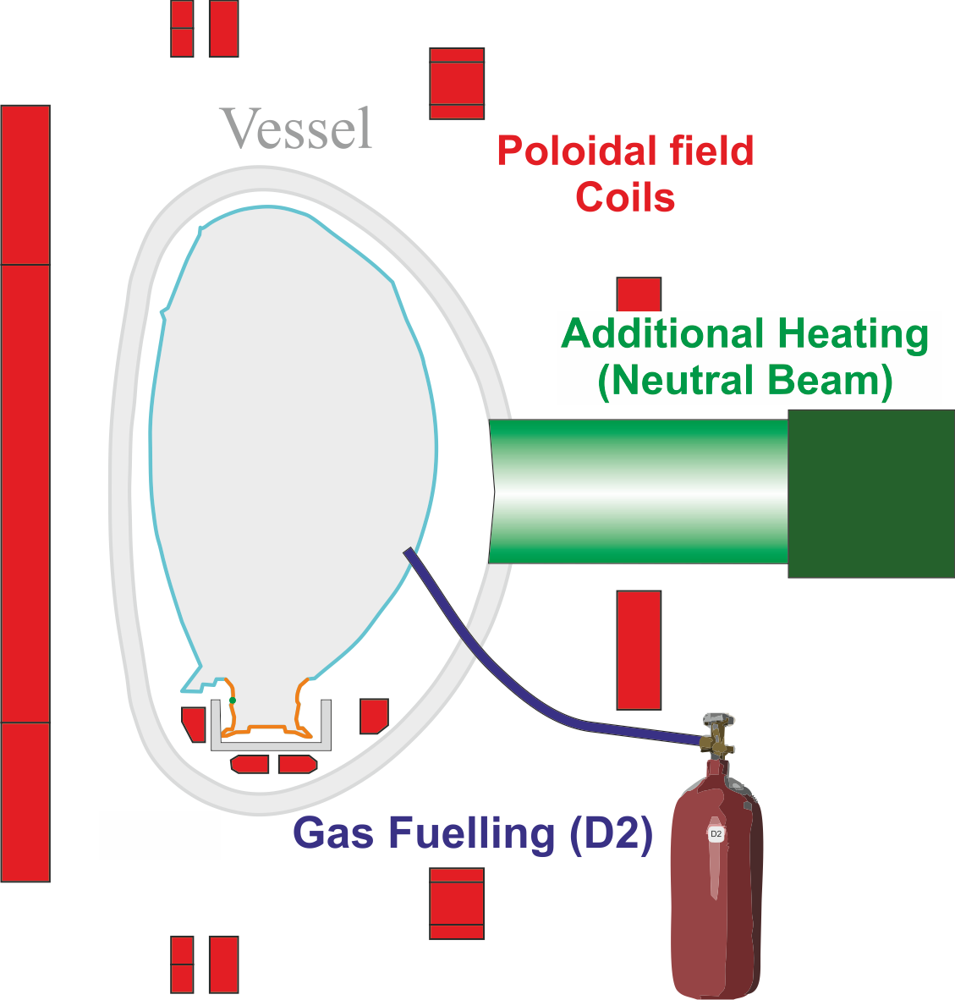 Vessel
Poloidal field
Coils
Additional Heating
(Neutral Beam)
Gas Fuelling (D2)
D2